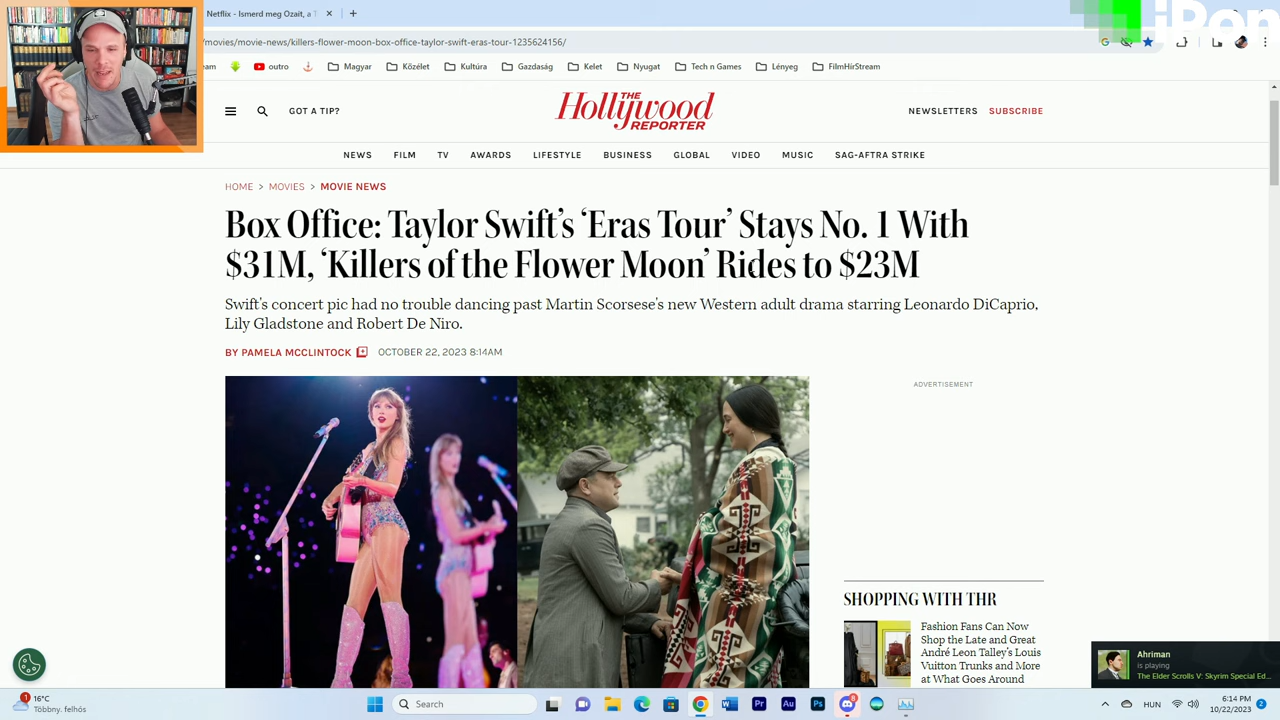 Netflix - Ismerd meg Ozait, a T
/movies/movie-news/killers-flower-moon-box-office-taylor-swift-eras-tour-1235624156/
iPon
eam
outro
Magyar
Közélet
Kultúra
Gazdaság
Kelet
Nyugat
Tech n Games
Lényeg
FilmHírStream
GOT A TIP?
THE
Hollywood
REPORTER
NEWSLETTERS
SUBSCRIBE
NEWS
FILM
TV
AWARDS
LIFESTYLE
BUSINESS
GLOBAL
VIDEO
MUSIC
SAG-AFTRA STRIKE
HOME > MOVIES > MOVIE NEWS
Box Office: Taylor Swift's ‘Eras Tour’ Stays No. 1 With
$31M, ‘Killers of the Flower Moon’ Rides to $23M
Swift's concert pic had no trouble dancing past Martin Scorsese's new Western adult drama starring Leonardo DiCaprio,
Lily Gladstone and Robert De Niro.
BY PAMELA MCCLINTOCK
OCTOBER 22, 2023 8:14AM
ADVERTISEMENT
SHOPPING WITH THR
Fashion Fans Can Now
Shop the Late and Great
André Leon Talley's Louis
Vuitton Trunks and More
at What Goes Around
Ahriman
is playing
The Elder Scrolls V: Skyrim Special Ed...
1
16°C
Többny. felhős
Search
HUN
6:14 PM
10/22/2023
2